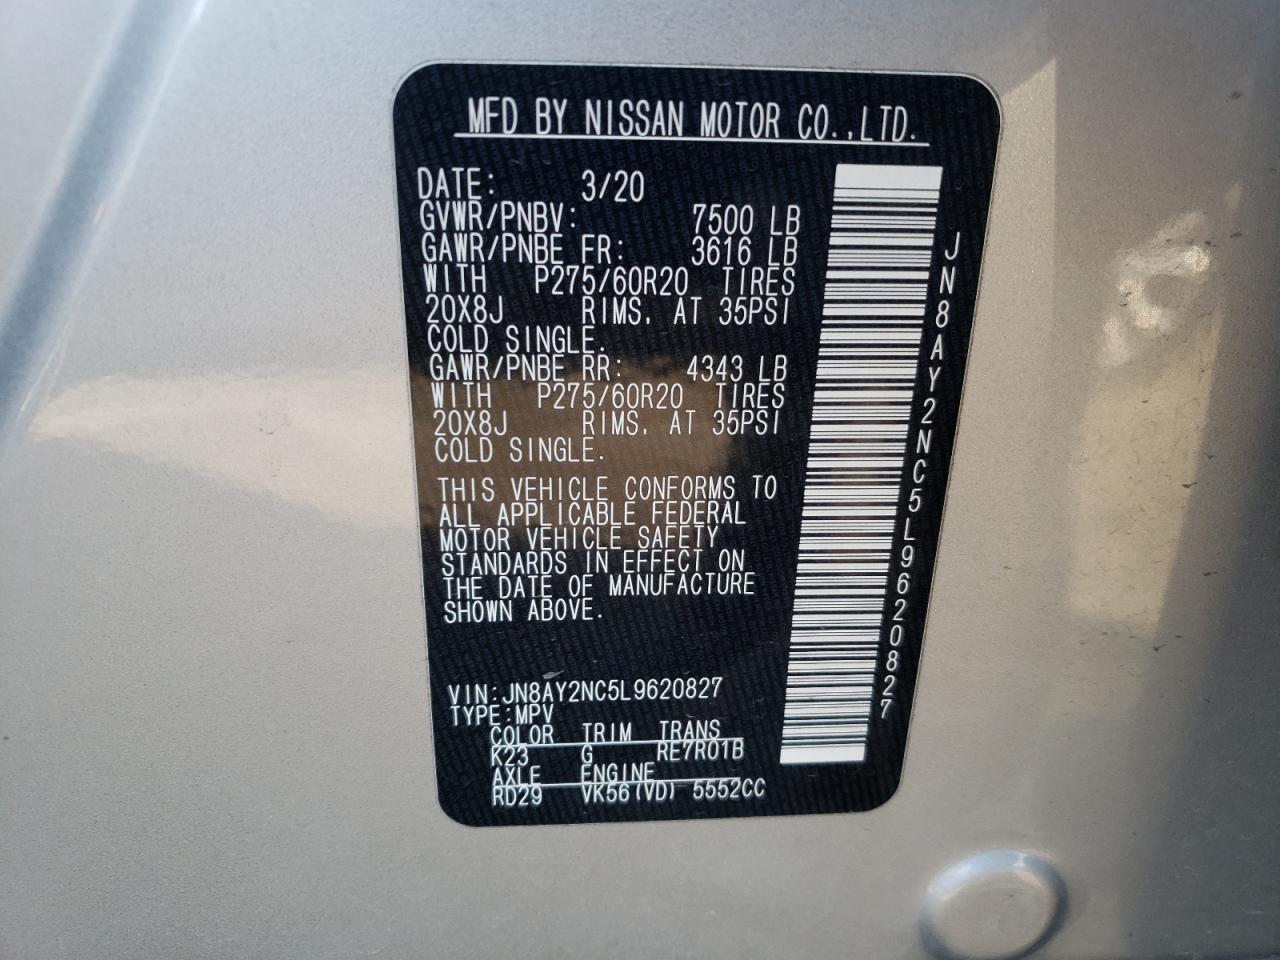 MFD BY NISSAN MOTOR CO.,LTD.
DATE: 3/20
GVWR/PNBV: 7500 LB
GAWR/PNBE FR: 3616 LB
WITH P275/60R20 TIRES
20X8J RIMS. AT 35PSI
COLD SINGLE.
GAWR/PNBE RR: 4343 LB
WITH P275/60R20 TIRES
20X8J RIMS. AT 35PSI
COLD SINGLE.
THIS VEHICLE CONFORMS TO
ALL APPLICABLE FEDERAL
MOTOR VEHICLE SAFETY
STANDARDS IN EFFECT ON
THE DATE OF MANUFACTURE
SHOWN ABOVE.
VIN:JN8AY2NC5L9620827
TYPE:MPV
COLOR TRIM TRANS
K23 G RE7R01B
AXLE ENGINE
RD29 VK56(VD) 5552CC
JN8AY2NC5L9620827